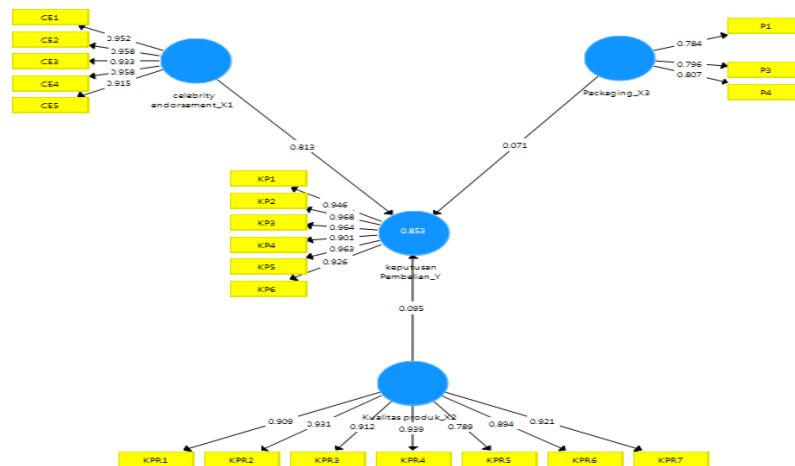 CE1
CE2
CE3
CE4
CE5
0.952
0.958
0.933
0.958
0.915
celebrity
endorsement_X1
P1
P3
P4
0.784
0.796
0.807
Packaging_X3
0.813
0.071
KP1
KP2
KP3
KP4
KP5
KP6
0.946
0.968
0.964
0.901
0.963
0.926
0.853
keputusan
Pembelian_Y
0.095
Kualitas produk_X2
0.909
0.931
0.912
0.939
0.789
0.894
0.921
KPR1
KPR2
KPR3
KPR4
KPR5
KPR6
KPR7